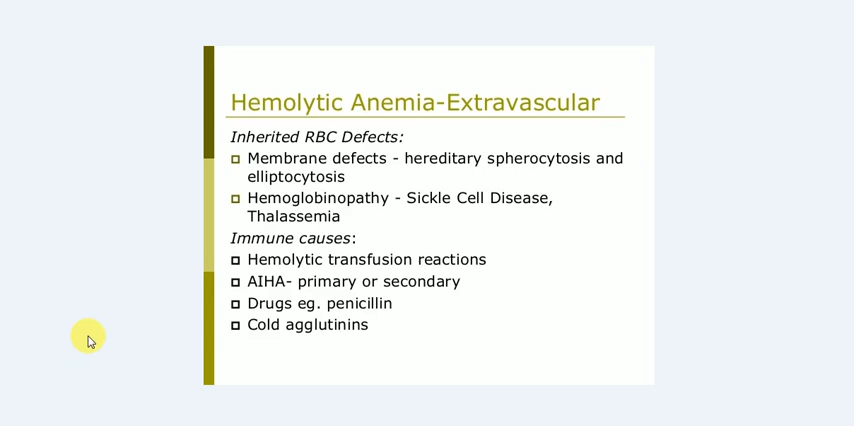 Hemolytic Anemia-Extravascular
Inherited RBC Defects:
Membrane defects - hereditary spherocytosis and
elliptocytosis
Hemoglobinopathy - Sickle Cell Disease,
Thalassemia
Immune causes:
Hemolytic transfusion reactions
AIHA- primary or secondary
Drugs eg. penicillin
Cold agglutinins